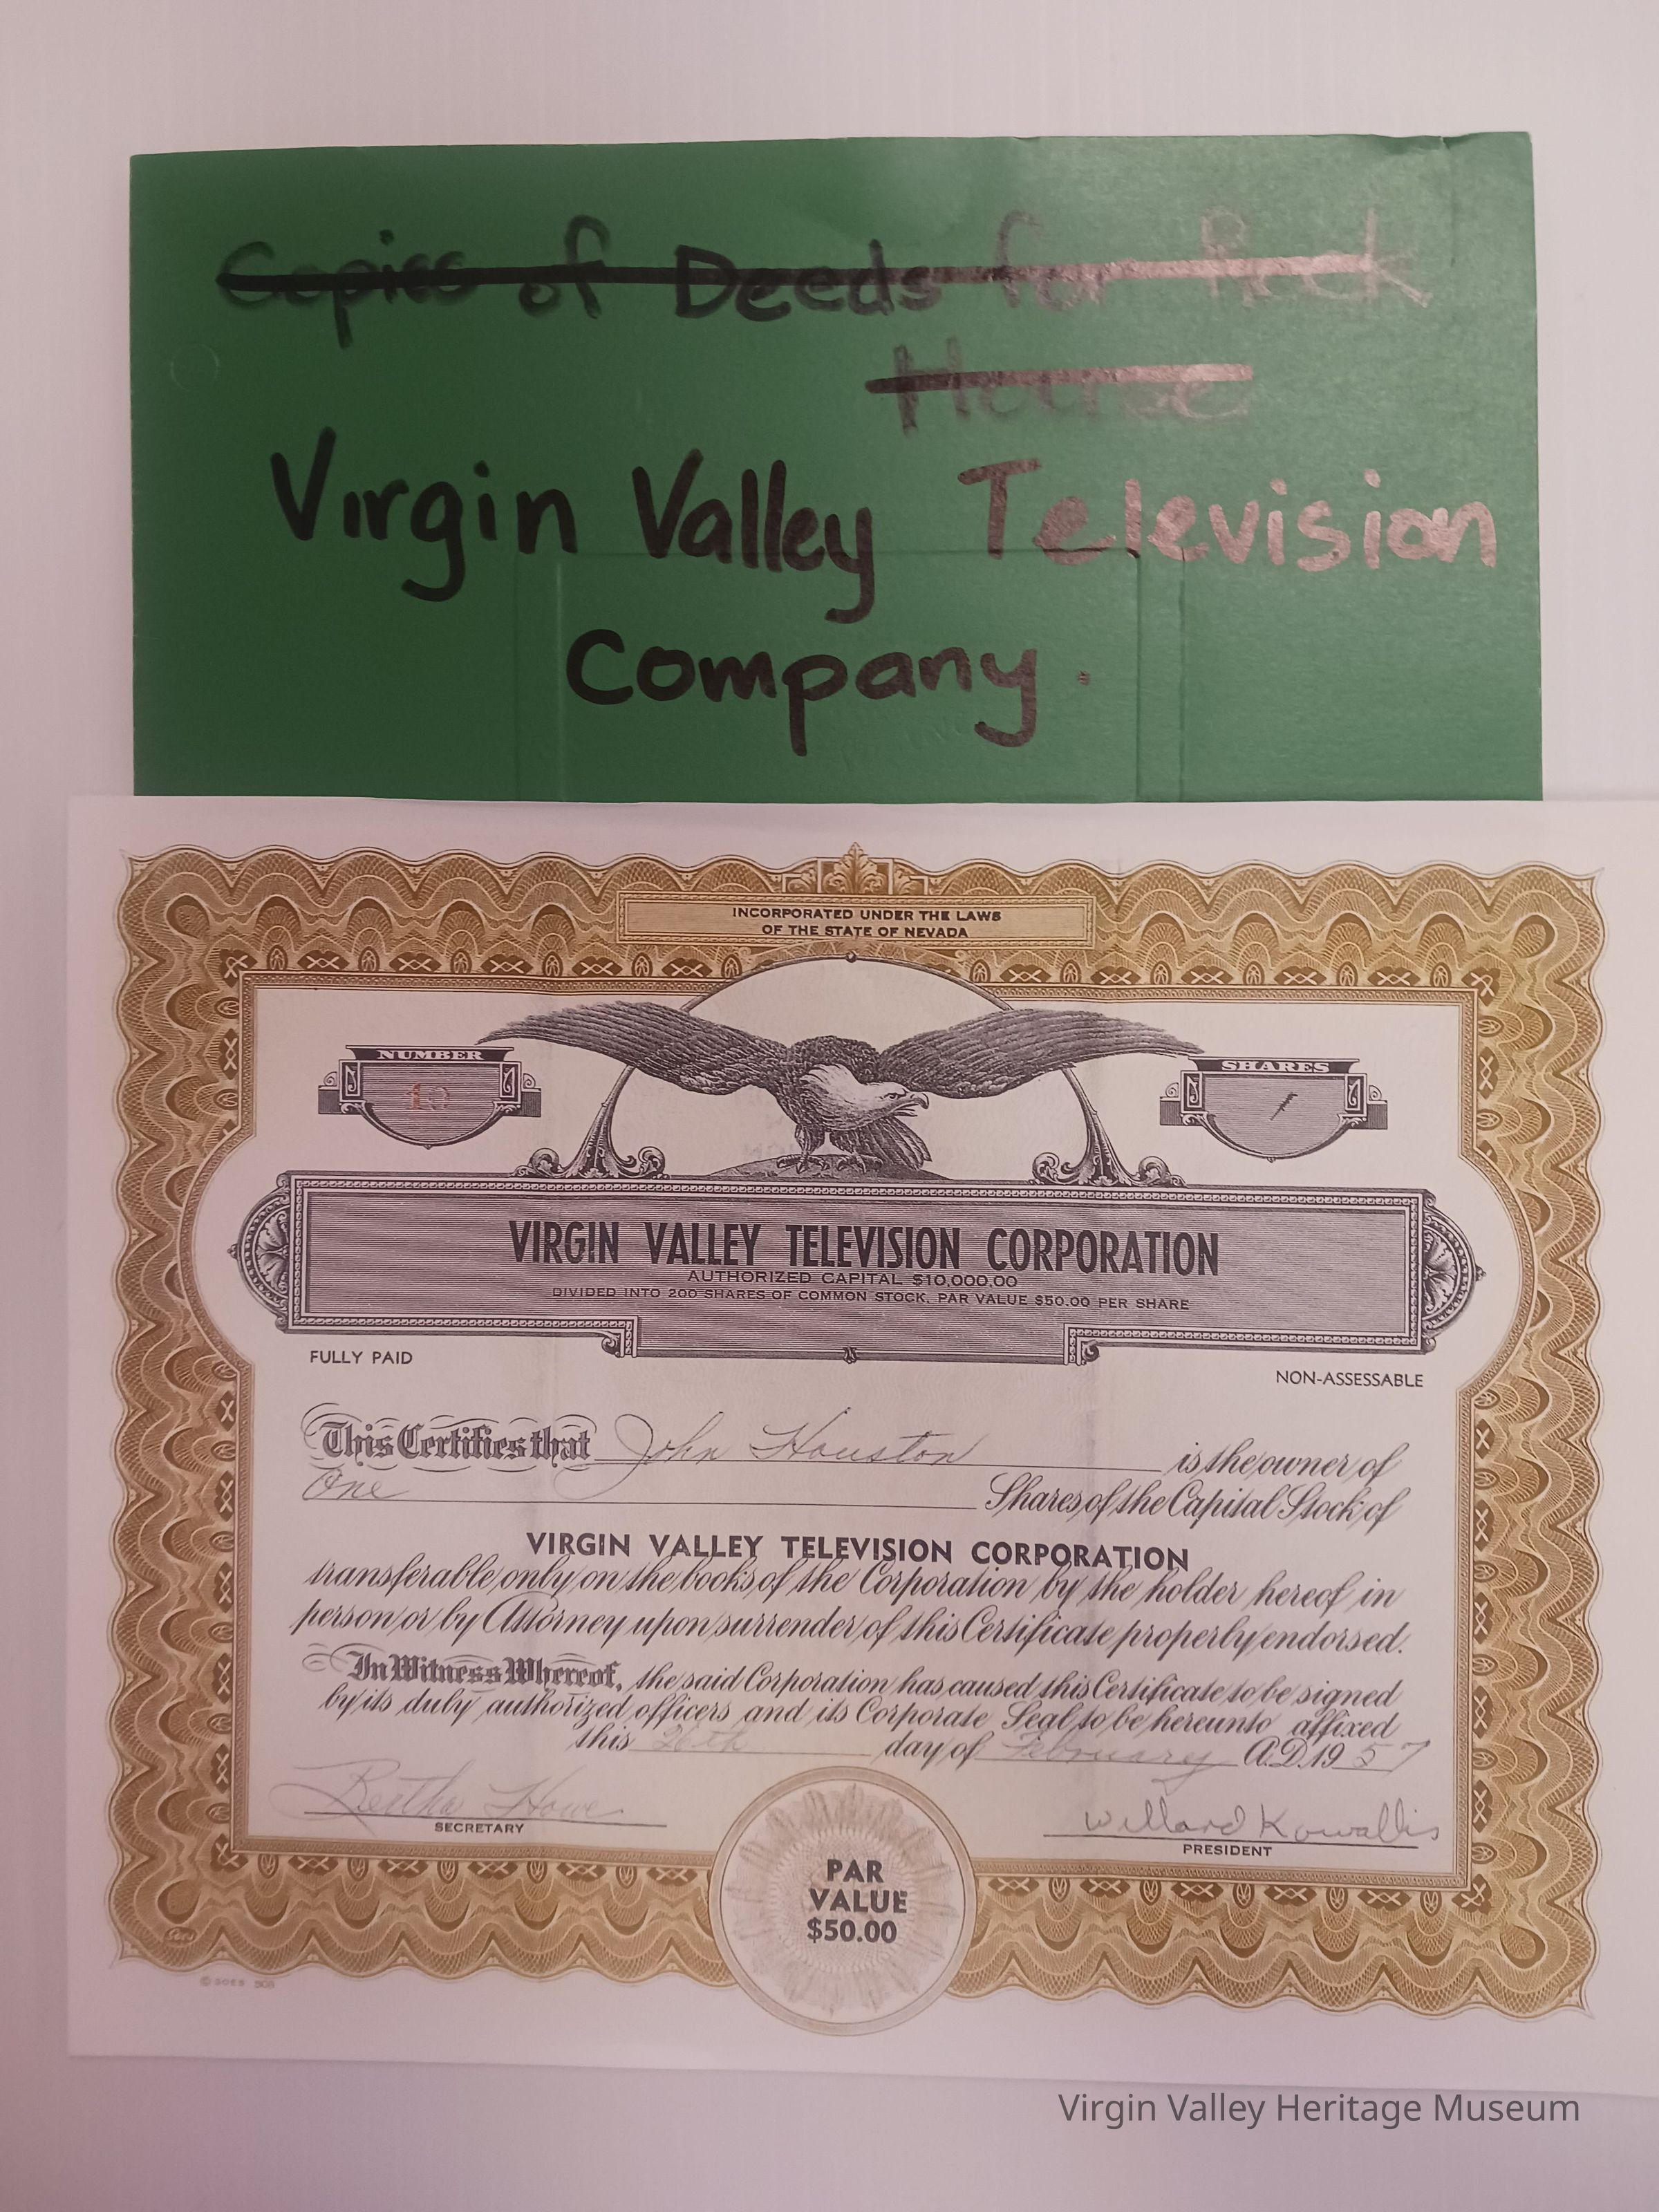 Copies of Deeds for
House
Virgin Valley Television
Company.
INCORPORATED UNDER THE LAWS
OF THE STATE OF NEVADA
NUMBER
SHARES
1
VIRGIN VALLEY TELEVISION CORPORATION
AUTHORIZED CAPITAL $10,000.00
DIVIDED INTO 200 SHARES OF COMMON STOCK, PAR VALUE $50.00 PER SHARE
FULLY PAID
NON-ASSESSABLE
This Certifies that John Houston is the owner of
One Shares of the Capital Stock of
VIRGIN VALLEY TELEVISION CORPORATION
transferable only on the books of the Corporation by the holder hereof in
person or by Attorney upon surrender of this Certificate properly endorsed.
In Witness Whereof, the said Corporation has caused this Certificate to be signed
by its duly authorized officers and its Corporate Seal to be hereunto affixed
this 26th day of February A.D. 1957
Bertha Howe
SECRETARY
Willard Kowallis
PRESIDENT
PAR
VALUE
$50.00
Virgin Valley Heritage Museum